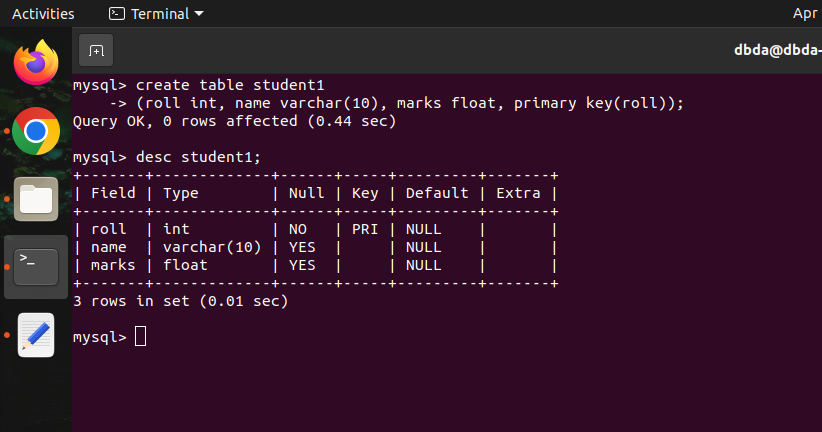 Activities Terminal Apr
dbda@dbda-
mysql> create table student1
    -> (roll int, name varchar(10), marks float, primary key(roll));
Query OK, 0 rows affected (0.44 sec)
mysql> desc student1;
+-------+-------------+------+-----+---------+-------+
| Field | Type        | Null | Key | Default | Extra |
+-------+-------------+------+-----+---------+-------+
| roll  | int         | NO   | PRI | NULL    |       |
| name  | varchar(10) | YES  |     | NULL    |       |
| marks | float       | YES  |     | NULL    |       |
+-------+-------------+------+-----+---------+-------+
3 rows in set (0.01 sec)
mysql>